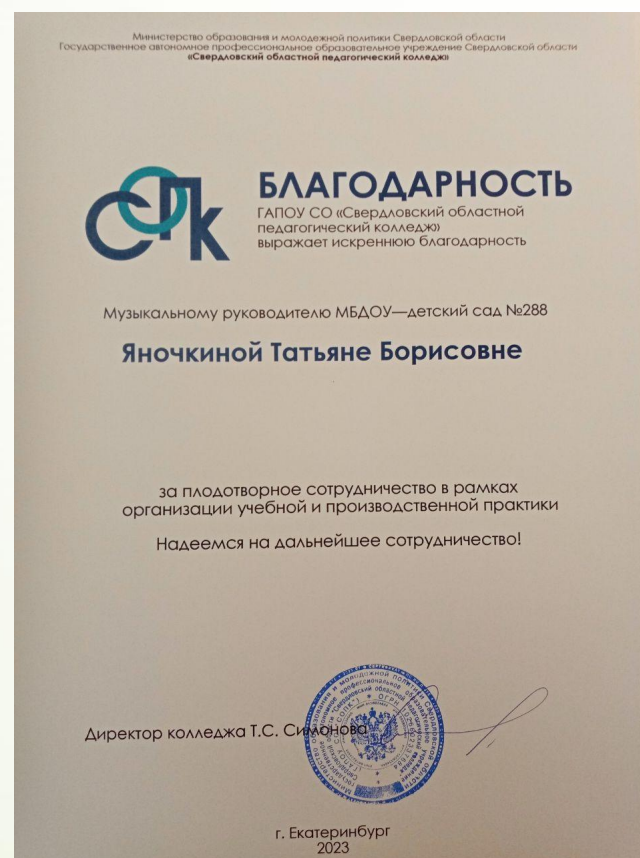 Министерство образования и молодежной политики Свердловской области
Государственное автономное профессиональное образовательное учреждение Свердловской области
«Свердловский областной педагогический колледж»
СОПК
БЛАГОДАРНОСТЬ
ГАПОУ СО «Свердловский областной
педагогический колледж»
выражает искреннюю благодарность
Музыкальному руководителю МБДОУ—детский сад №288
Яночкиной Татьяне Борисовне
за плодотворное сотрудничество в рамках
организации учебной и производственной практики
Надеемся на дальнейшее сотрудничество!
Директор колледжа Т.С. Симонова
г. Екатеринбург
2023